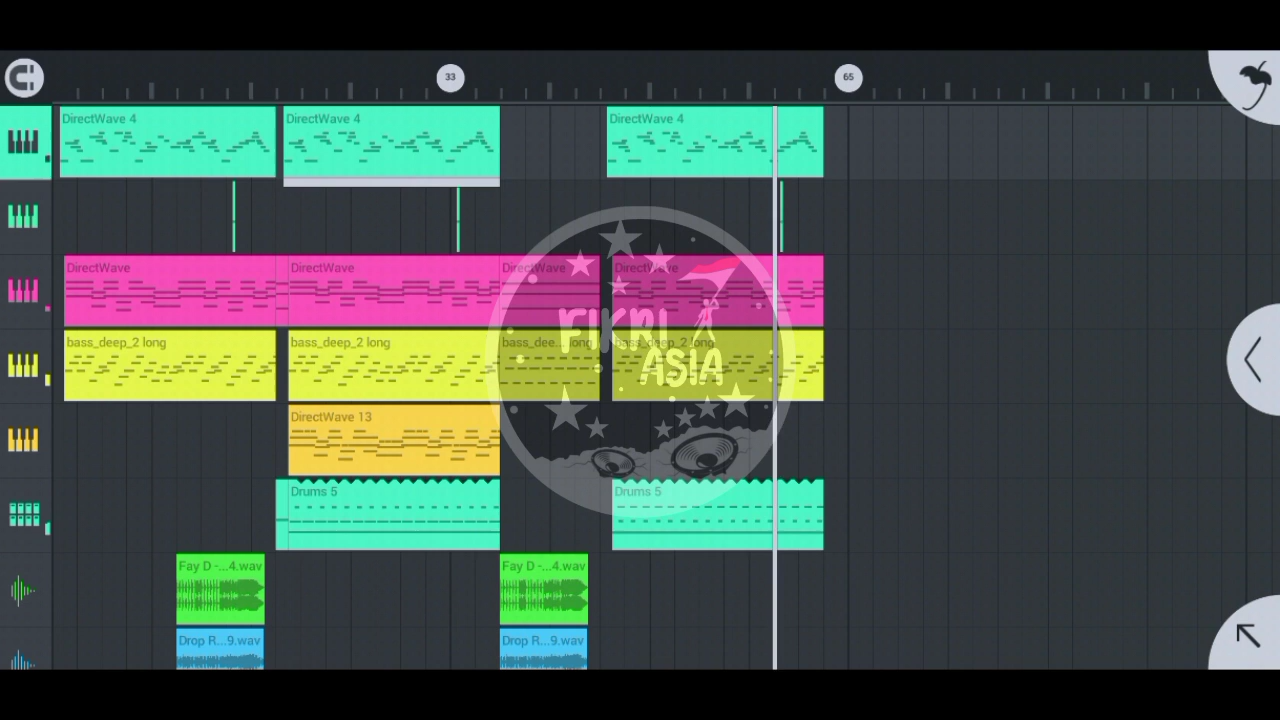 33
65
DirectWave 4
DirectWave 4
DirectWave 4
DirectWave
DirectWave
DirectWave
DirectWave
bass_deep_2 long
bass_deep_2 long
bass_dee... long
bass_deep_2 long
FIKRI
ASIA
DirectWave 13
Drums 5
Drums 5
Fay D -...4.wav
Fay D -...4.wav
Drop R...9.wav
Drop R...9.wav